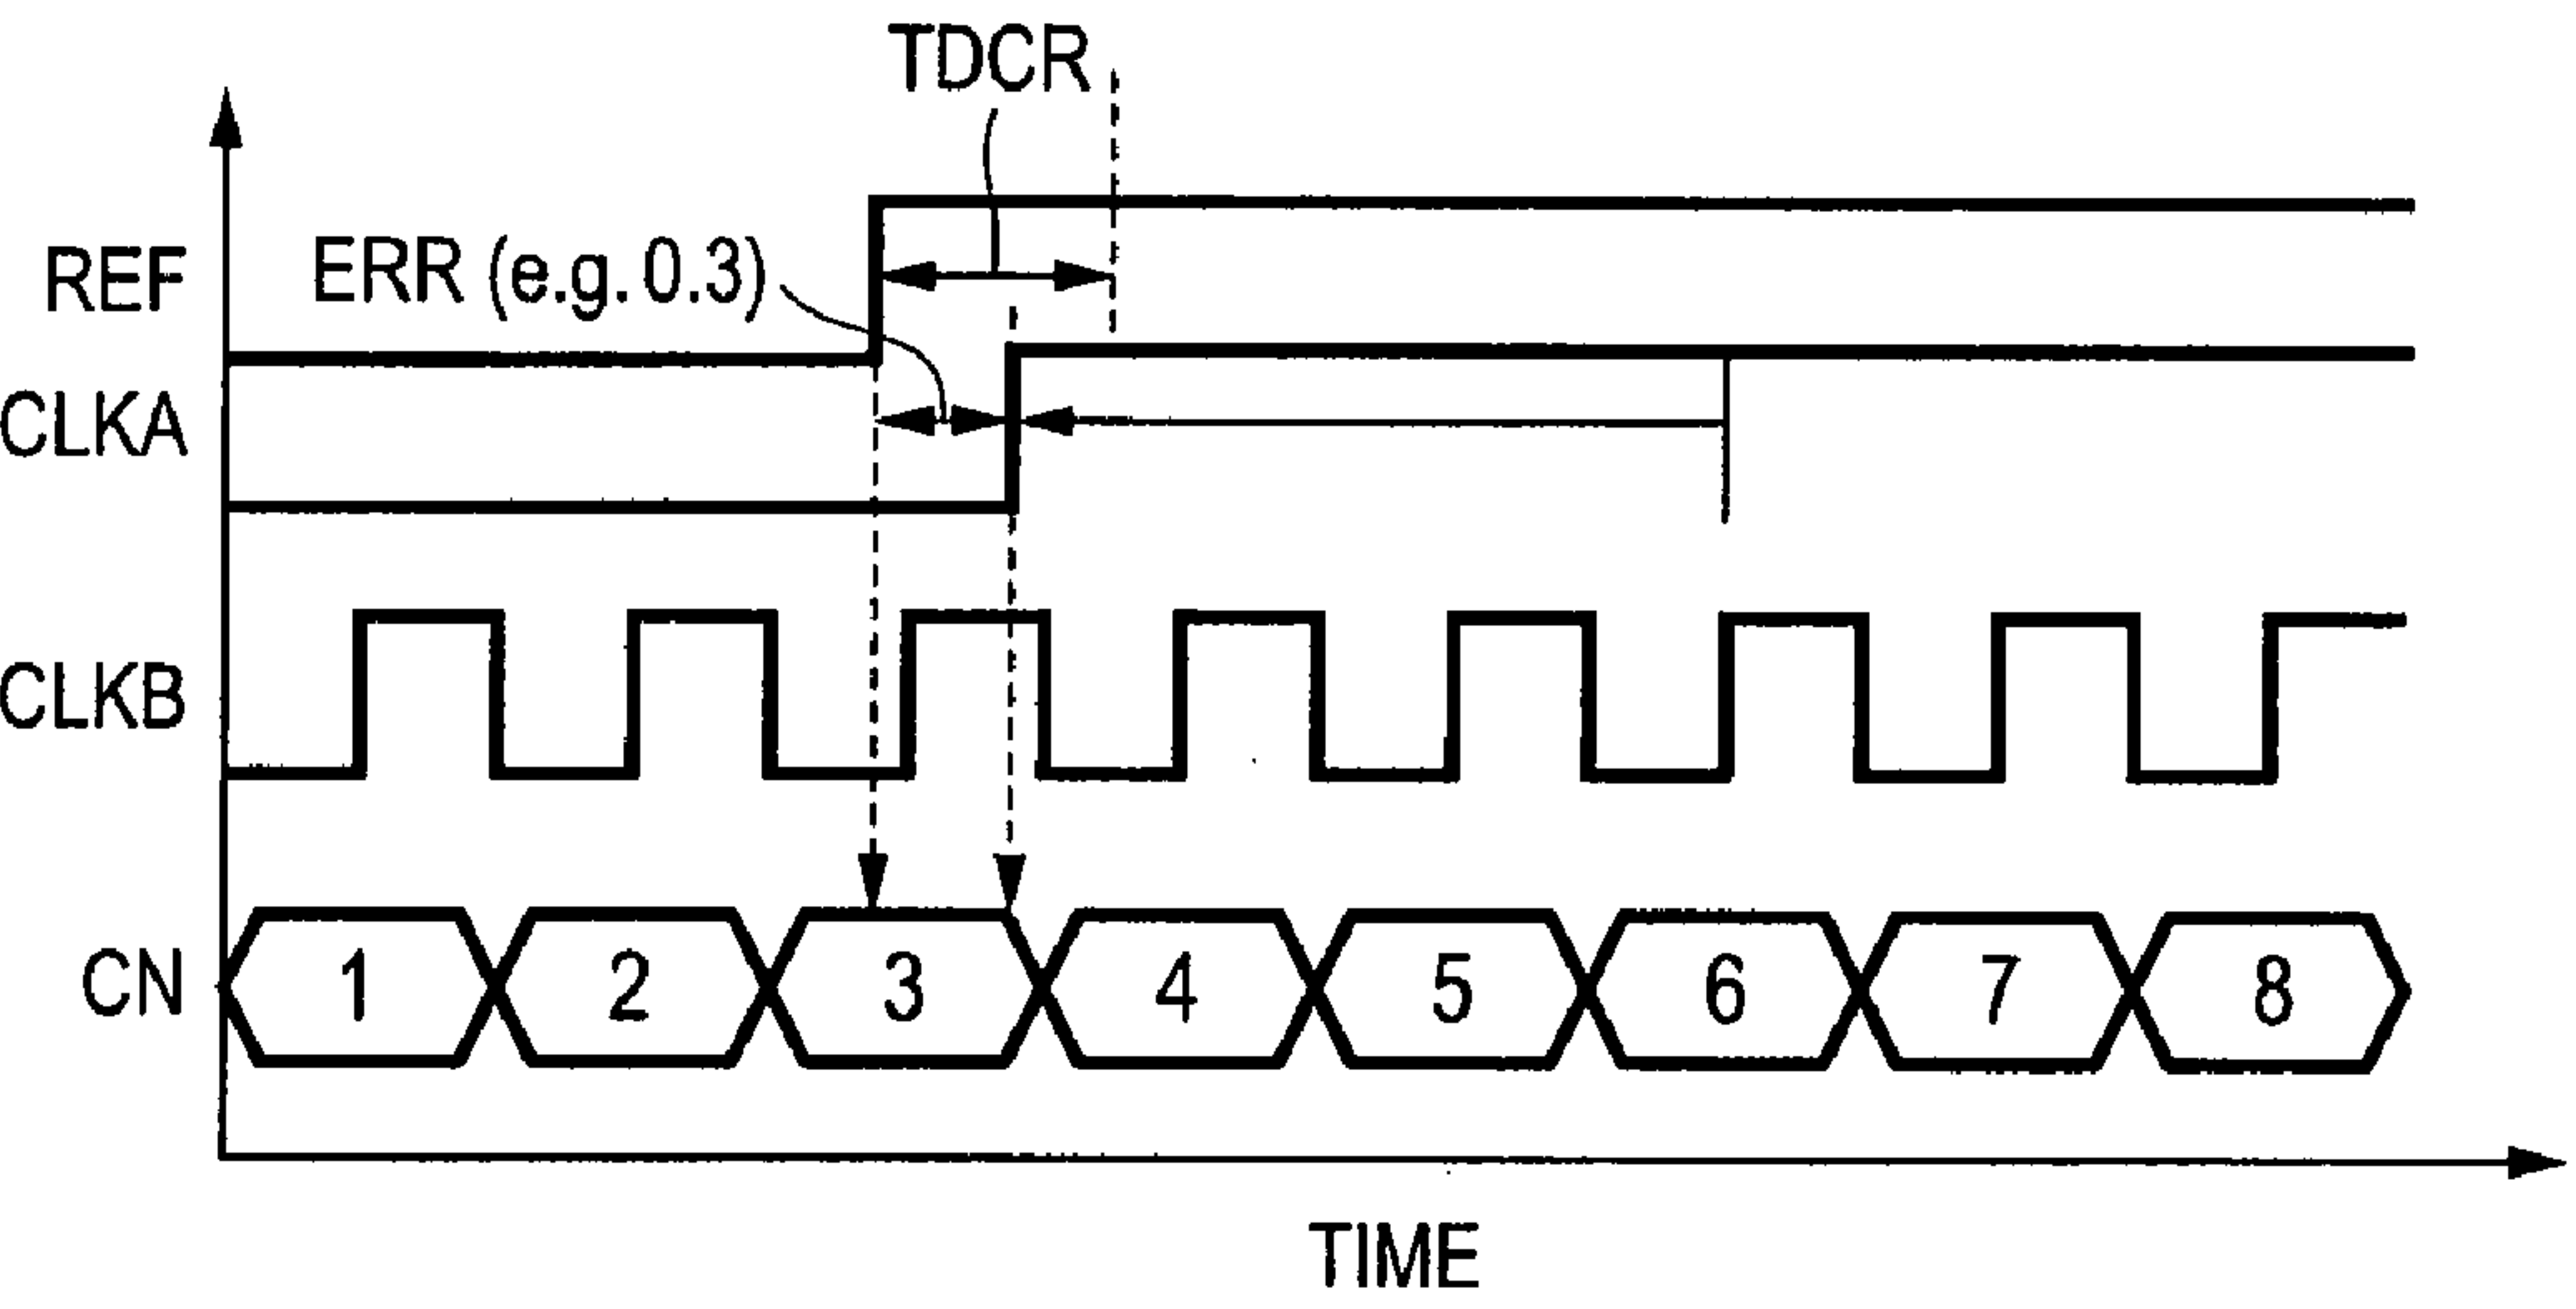 TDCR
REF
ERR (e.g. 0.3)
CLKA
CLKB
CN
1 2 3 4 5 6 7 8
TIME